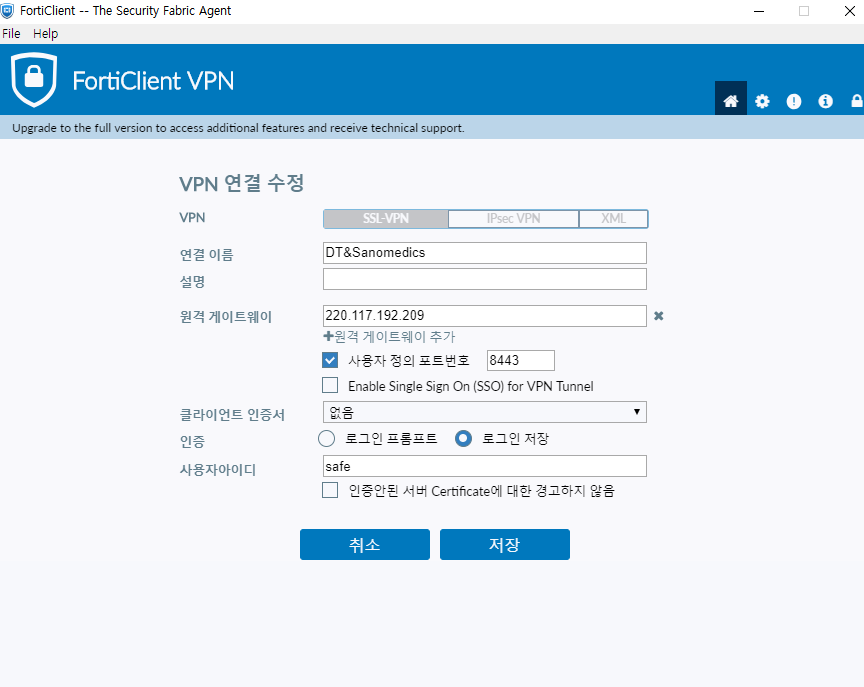 FortiClient -- The Security Fabric Agent
File Help
FortiClient VPN
Upgrade to the full version to access additional features and receive technical support.
VPN 연결 수정
VPN SSL-VPN IPsec VPN XML
연결 이름 DT&Sanomedics
설명
원격 게이트웨이 220.117.192.209
+원격 게이트웨이 추가
사용자 정의 포트번호 8443
Enable Single Sign On (SSO) for VPN Tunnel
클라이언트 인증서 없음
인증 로그인 프롬프트 로그인 저장
사용자아이디 safe
인증안된 서버 Certificate에 대한 경고하지 않음
취소 저장